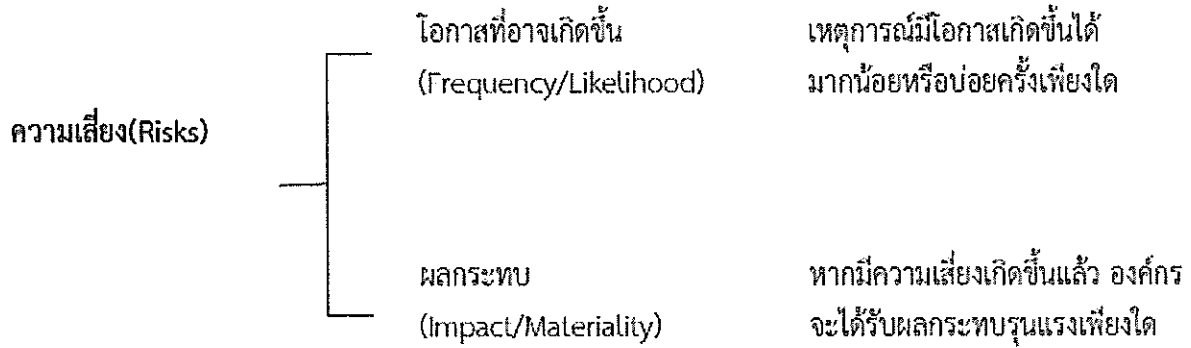 โอกาสที่อาจเกิดขึ้น เหตุการณ์มีโอกาสเกิดขึ้นได้
(Frequency/Likelihood) มากน้อยหรือบ่อยครั้งเพียงใด
ความเสี่ยง(Risks)
ผลกระทบ หากมีความเสี่ยงเกิดขึ้นแล้ว องค์กร
(Impact/Materiality) จะได้รับผลกระทบรุนแรงเพียงใด